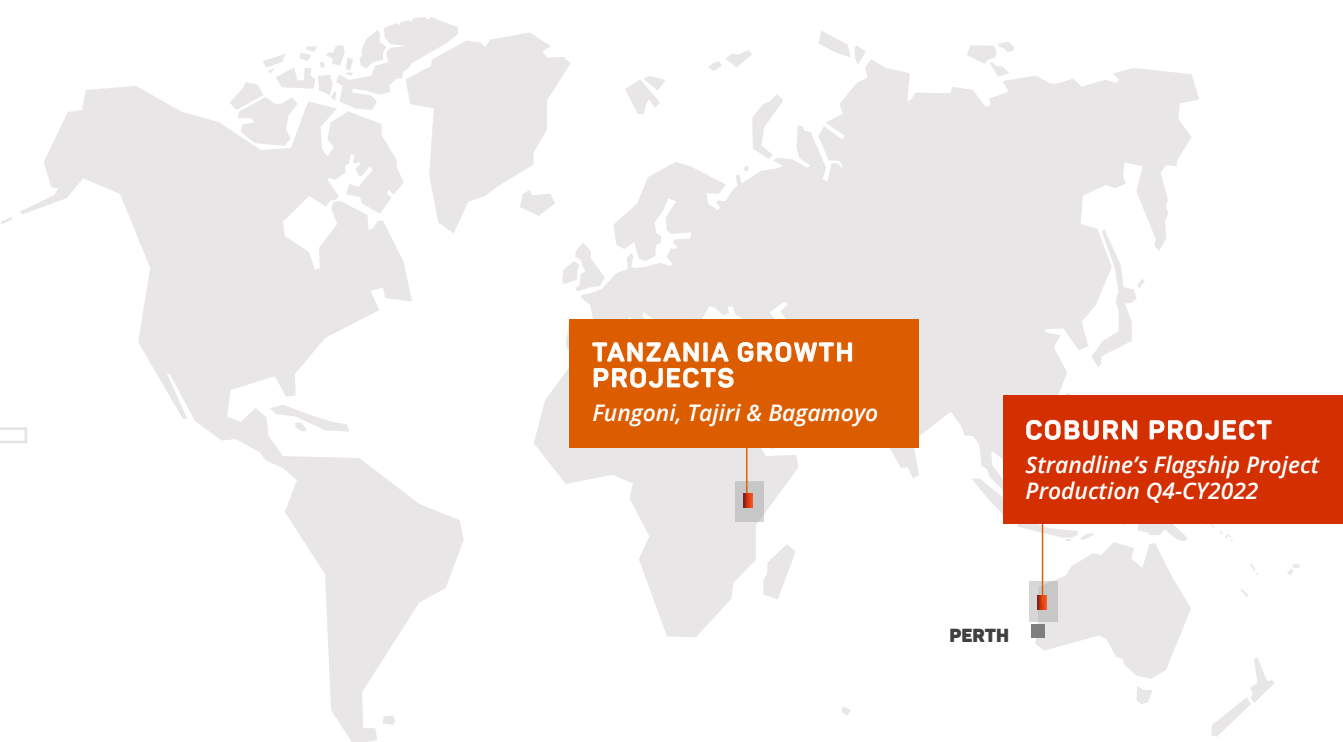 TANZANIA GROWTH
PROJECTS
Fungoni, Tajiri & Bagamoyo
COBURN PROJECT
Strandline’s Flagship Project
Production Q4-CY2022
PERTH